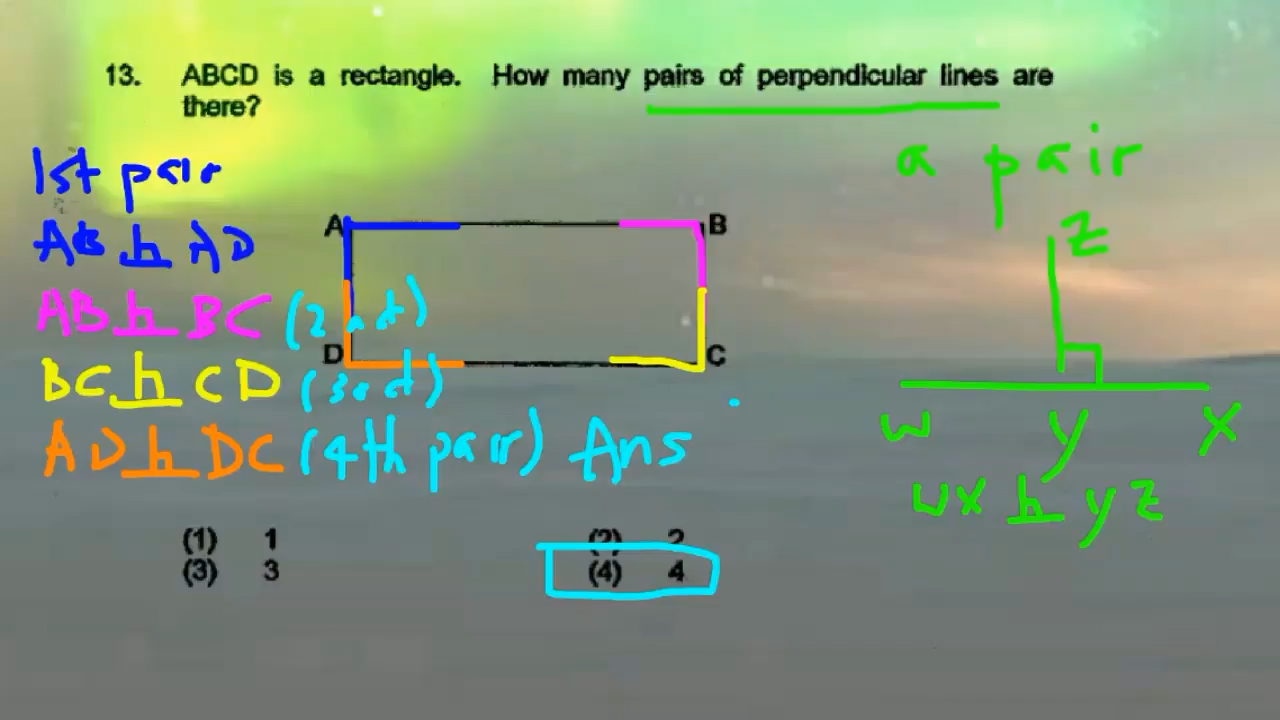 13. ABCD is a rectangle. How many pairs of perpendicular lines are
there?
a pair
1st pair
AB ⊥ AD
AB ⊥ BC (2nd)
BC ⊥ CD (3rd)
AD ⊥ DC (4th pair) Ans
A
B
D
C
Z
W Y X
WX ⊥ YZ
(1) 1
(2) 2
(3) 3
(4) 4